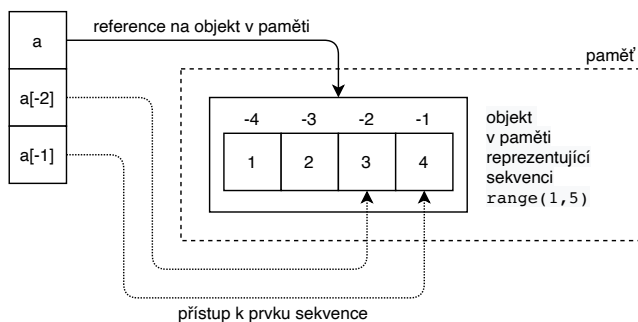 a
reference na objekt v paměti
paměť
a[-2]
a[-1]
-4 -3 -2 -1
1 2 3 4
objekt
v paměti
reprezentující
sekvenci
range(1,5)
přístup k prvku sekvence